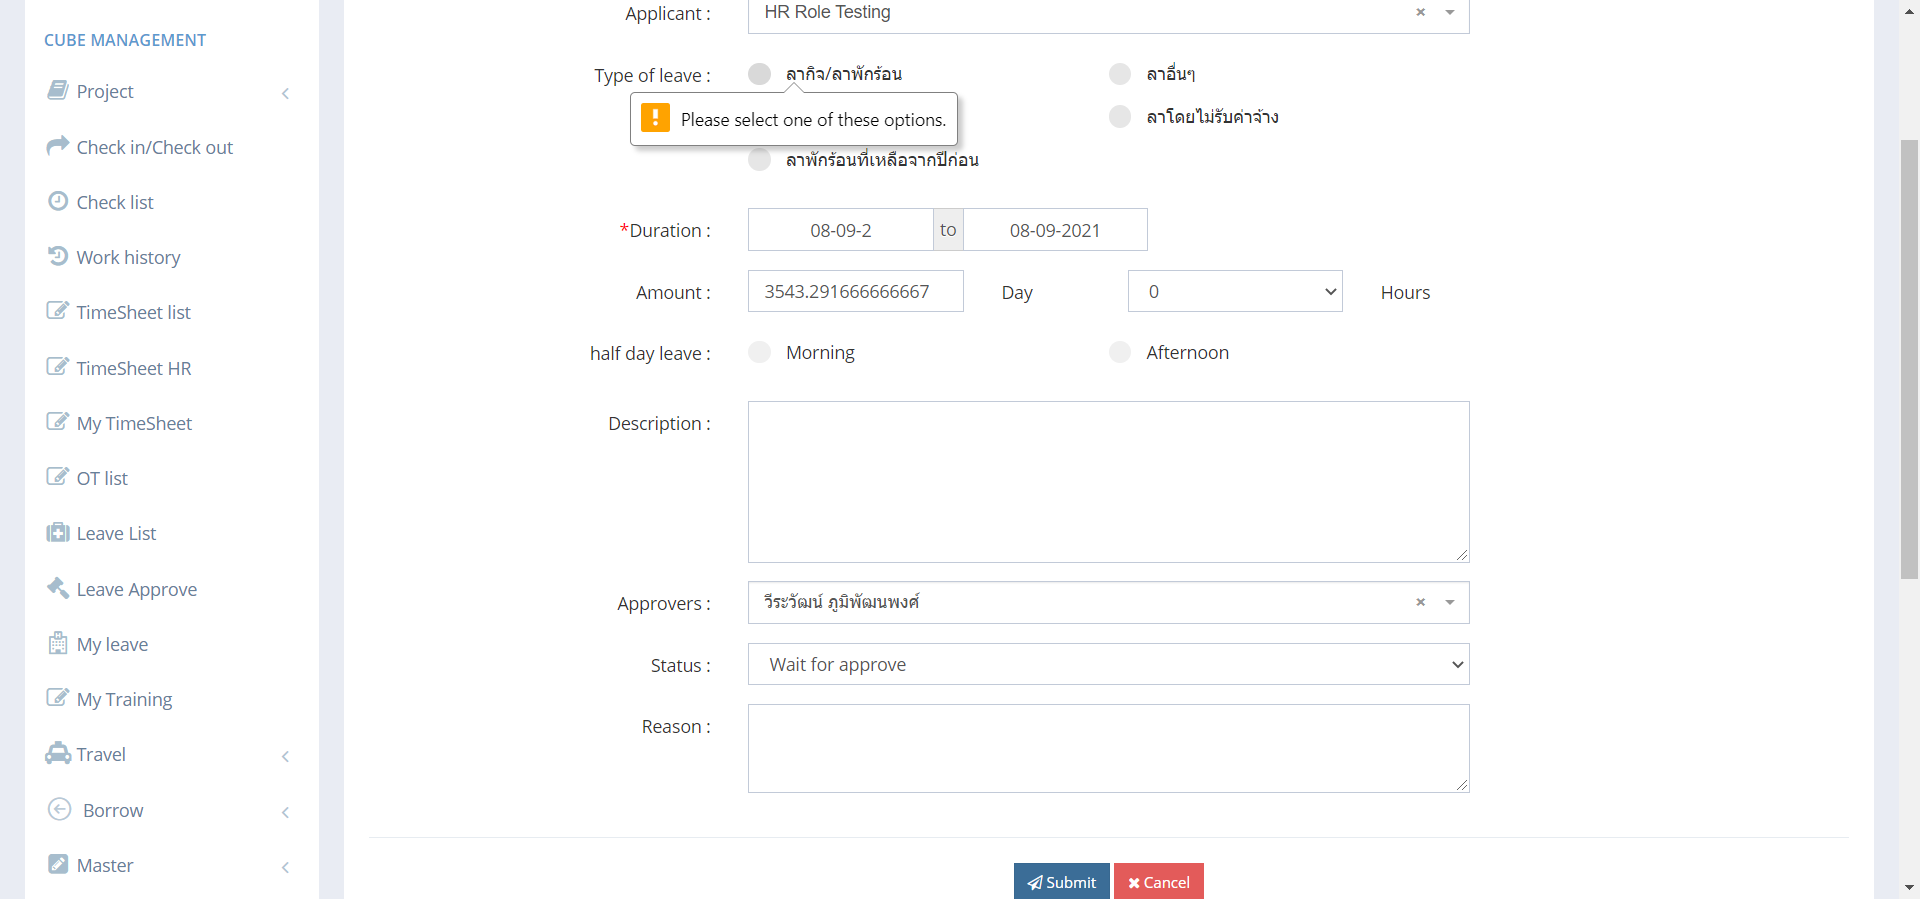 CUBE MANAGEMENT
Project
Check in/Check out
Check list
Work history
TimeSheet list
TimeSheet HR
My TimeSheet
OT list
Leave List
Leave Approve
My leave
My Training
Travel
Borrow
Master
Applicant : HR Role Testing
Type of leave : ลากิจ/ลาพักร้อน ลาอื่นๆ
Please select one of these options. ลาโดยไม่รับค่าจ้าง
ลาพักร้อนที่เหลือจากปีก่อน
*Duration : 08-09-2 to 08-09-2021
Amount : 3543.291666666667 Day 0 Hours
half day leave : Morning Afternoon
Description :
Approvers : วีระวัฒน์ ภูมิพัฒนพงศ์
Status : Wait for approve
Reason :
Submit Cancel